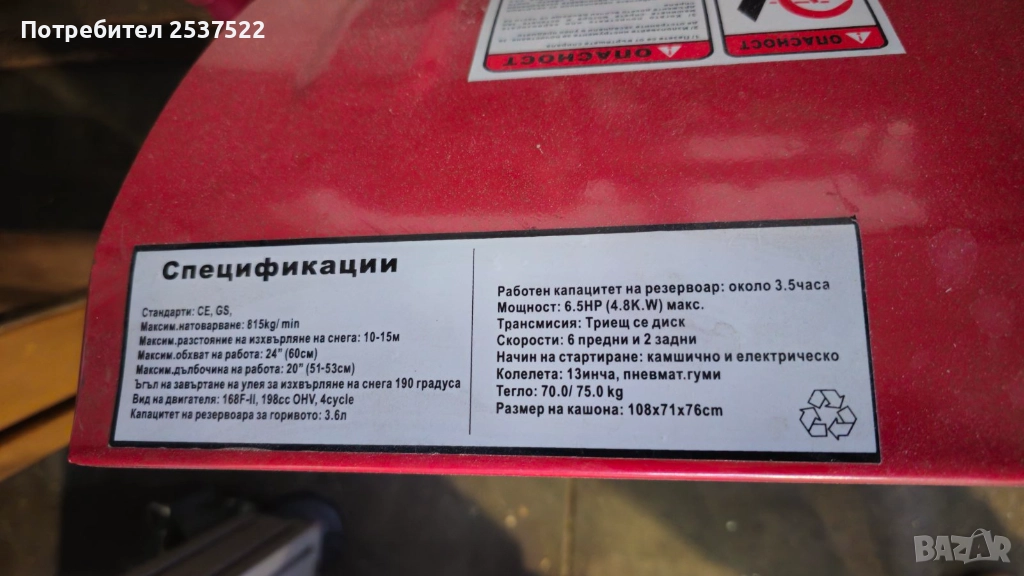 Потребител 2537522
ОПАСНОСТ
ОПАСНОСТ
Спецификации
Стандарти: CE, GS,
Максим.натоварване: 815kg/min
Максим.разстояние на изхвърляне на снега: 10-15м
Максим.обхват на работа: 24" (60см)
Максим.дълбочина на работа: 20" (51-53см)
Ъгъл на завъртане на улея за изхвърляне на снега 190 градуса
Вид на двигателя: 168F-II, 198cc OHV, 4cycle
Капацитет на резервоара за горивото: 3.6л
Работен капацитет на резервоар: около 3.5часа
Мощност: 6.5HP (4.8K.W) макс.
Трансмисия: Триещ се диск
Скорости: 6 предни и 2 задни
Начин на стартиране: камшично и електрическо
Колелета: 13инча, пневмат.гуми
Тегло: 70.0/ 75.0 kg
Размер на кашона: 108x71x76cm
BAZAR